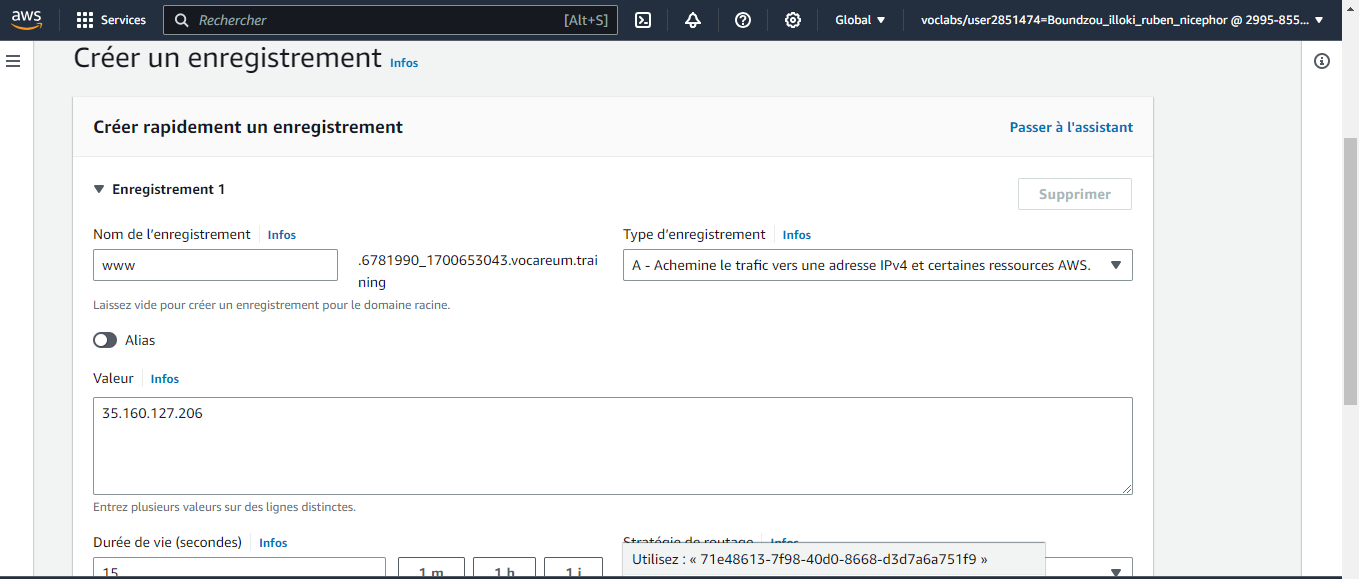 aws Services Rechercher [Alt+S] Global voclabs/user2851474=Boundzou_illoki_ruben_nicephor @ 2995-855...
Créer un enregistrement Infos
Créer rapidement un enregistrement Passer à l'assistant
Enregistrement 1 Supprimer
Nom de l'enregistrement Infos Type d'enregistrement Infos
www .6781990_1700653043.vocareum.trai A - Achemine le trafic vers une adresse IPv4 et certaines ressources AWS.
ning
Laissez vide pour créer un enregistrement pour le domaine racine.
Alias
Valeur Infos
35.160.127.206
Entrez plusieurs valeurs sur des lignes distinctes.
Durée de vie (secondes) Infos Stratégie de routage Infos
15 1 m 1 h 1 j Utilisez : « 71e48613-7f98-40d0-8668-d3d7a6a751f9 »